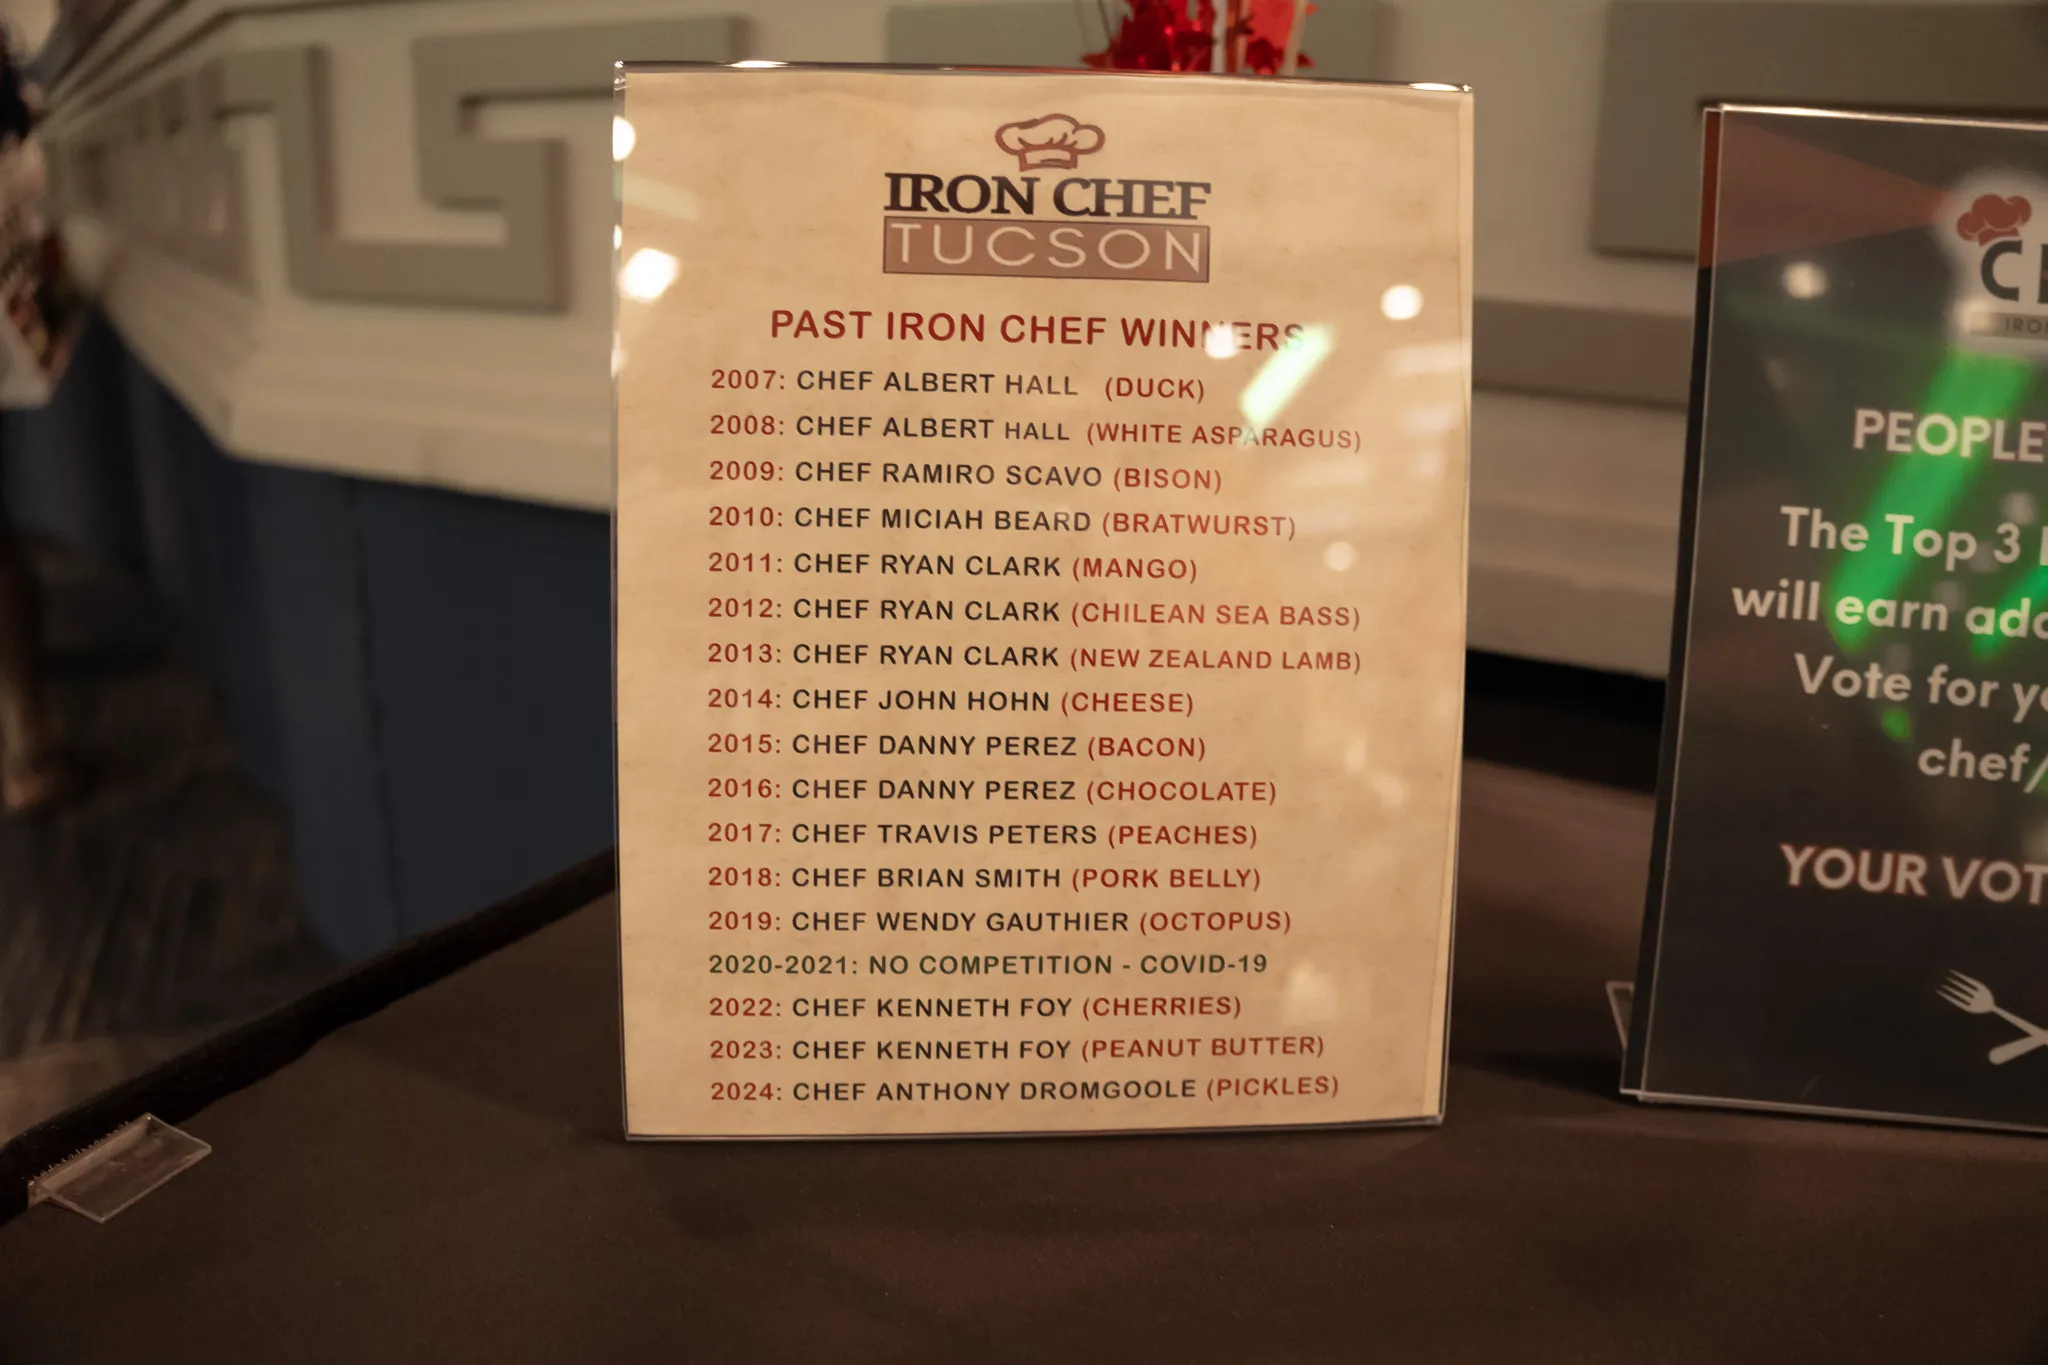 IRON CHEF
TUCSON
PAST IRON CHEF WINNERS
2007: CHEF ALBERT HALL (DUCK)
2008: CHEF ALBERT HALL (WHITE ASPARAGUS)
2009: CHEF RAMIRO SCAVO (BISON)
2010: CHEF MICIAH BEARD (BRATWURST)
2011: CHEF RYAN CLARK (MANGO)
2012: CHEF RYAN CLARK (CHILEAN SEA BASS)
2013: CHEF RYAN CLARK (NEW ZEALAND LAMB)
2014: CHEF JOHN HOHN (CHEESE)
2015: CHEF DANNY PEREZ (BACON)
2016: CHEF DANNY PEREZ (CHOCOLATE)
2017: CHEF TRAVIS PETERS (PEACHES)
2018: CHEF BRIAN SMITH (PORK BELLY)
2019: CHEF WENDY GAUTHIER (OCTOPUS)
2020-2021: NO COMPETITION - COVID-19
2022: CHEF KENNETH FOY (CHERRIES)
2023: CHEF KENNETH FOY (PEANUT BUTTER)
2024: CHEF ANTHONY DROMGOOLE (PICKLES)
PEOPLE
The Top 3
will earn
Vote for
chef/
YOUR